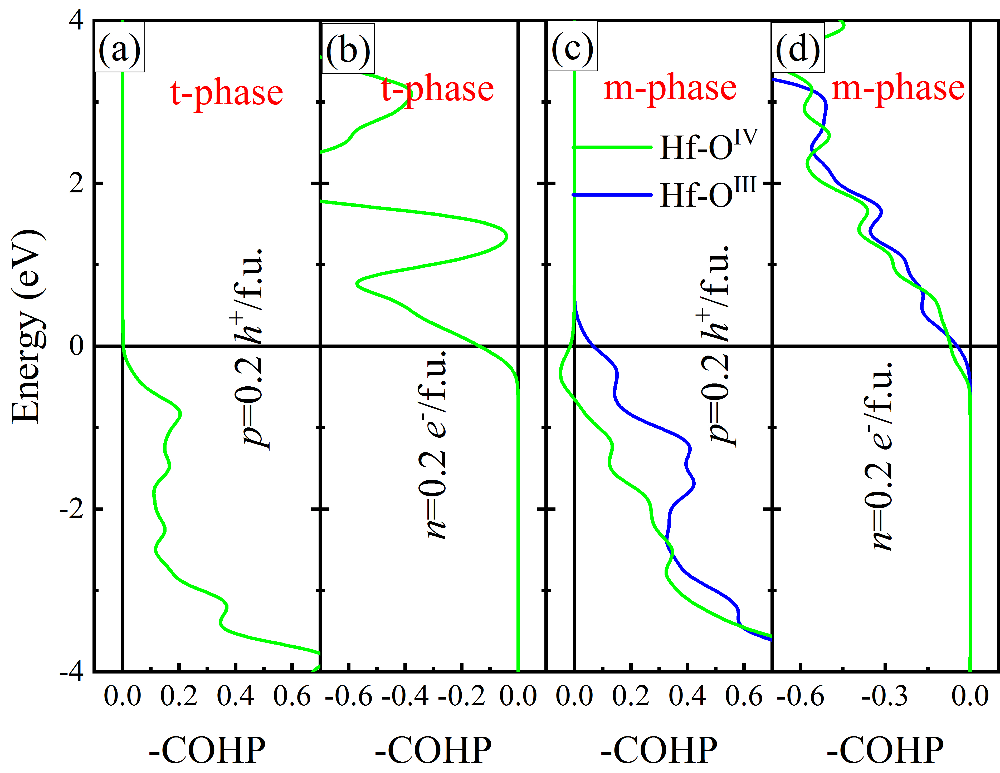 (a)
(b)
(c)
(d)
t-phase
t-phase
m-phase
m-phase
Hf-O^IV
Hf-O^III
p=0.2 h⁺/f.u.
n=0.2 e⁻/f.u.
p=0.2 h⁺/f.u.
n=0.2 e⁻/f.u.
Energy (eV)
4
2
0
-2
-4
0.0 0.2 0.4 0.6 -0.6 -0.4 -0.2 0.0 0.0 0.2 0.4 0.6 -0.6 -0.3 0.0
-COHP -COHP -COHP -COHP